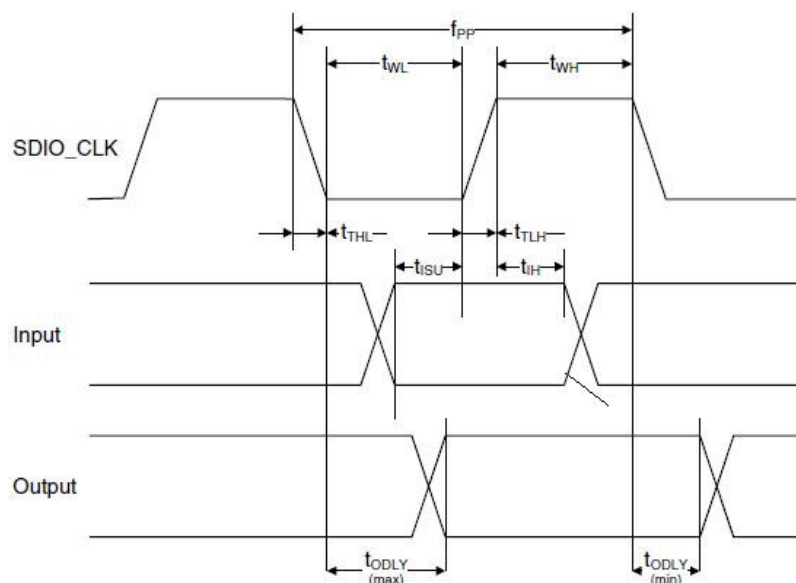 fPP
tWL
tWH
SDIO_CLK
tTHL
tTLH
tISU
tIH
Input
Output
tODLY
(max)
tODLY
(min)